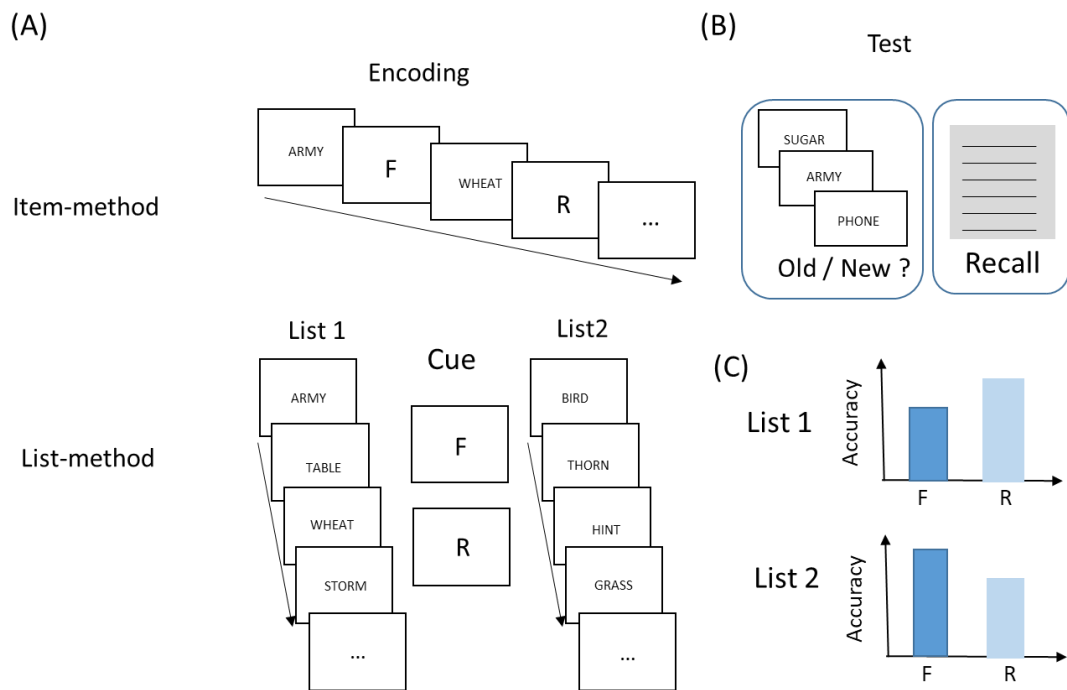 (A)
Encoding
Item-method
ARMY
F
WHEAT
R
...
List 1
Cue
List2
List-method
ARMY
TABLE
WHEAT
STORM
...
F
R
BIRD
THORN
HINT
GRASS
...
(B)
Test
SUGAR
ARMY
PHONE
Old / New ?
Recall
(C)
List 1
Accuracy
F R
List 2
Accuracy
F R